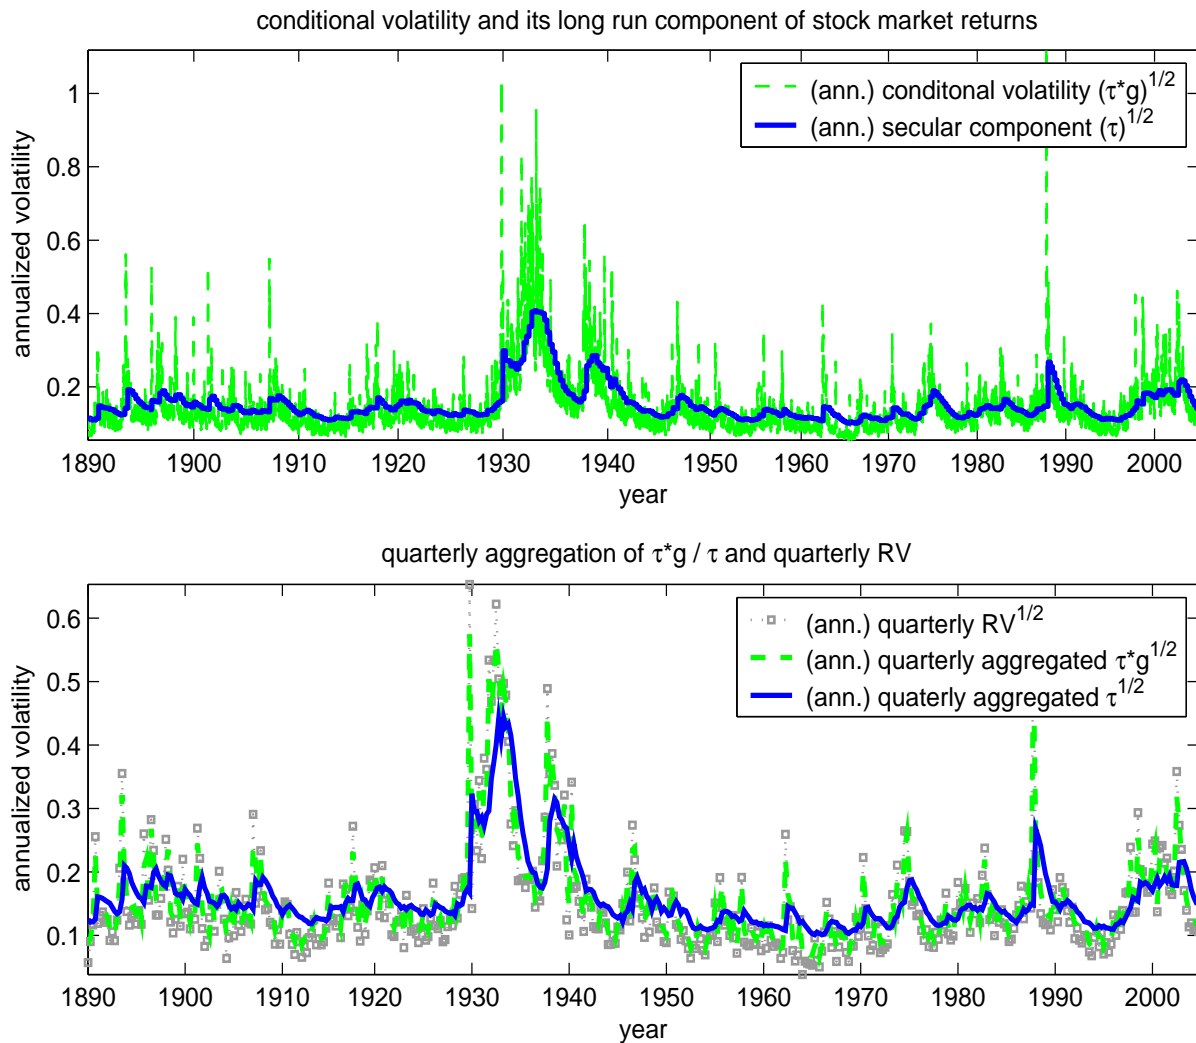 conditional volatility and its long run component of stock market returns
(ann.) conditonal volatility (τ*g)^1/2
(ann.) secular component (τ)^1/2
annualized volatility
1
0.8
0.6
0.4
0.2
1890 1900 1910 1920 1930 1940 1950 1960 1970 1980 1990 2000
year
quarterly aggregation of τ*g / τ and quarterly RV
(ann.) quarterly RV^1/2
(ann.) quarterly aggregated τ*g^1/2
(ann.) quaterly aggregated τ^1/2
annualized volatility
0.6
0.5
0.4
0.3
0.2
0.1
1890 1900 1910 1920 1930 1940 1950 1960 1970 1980 1990 2000
year